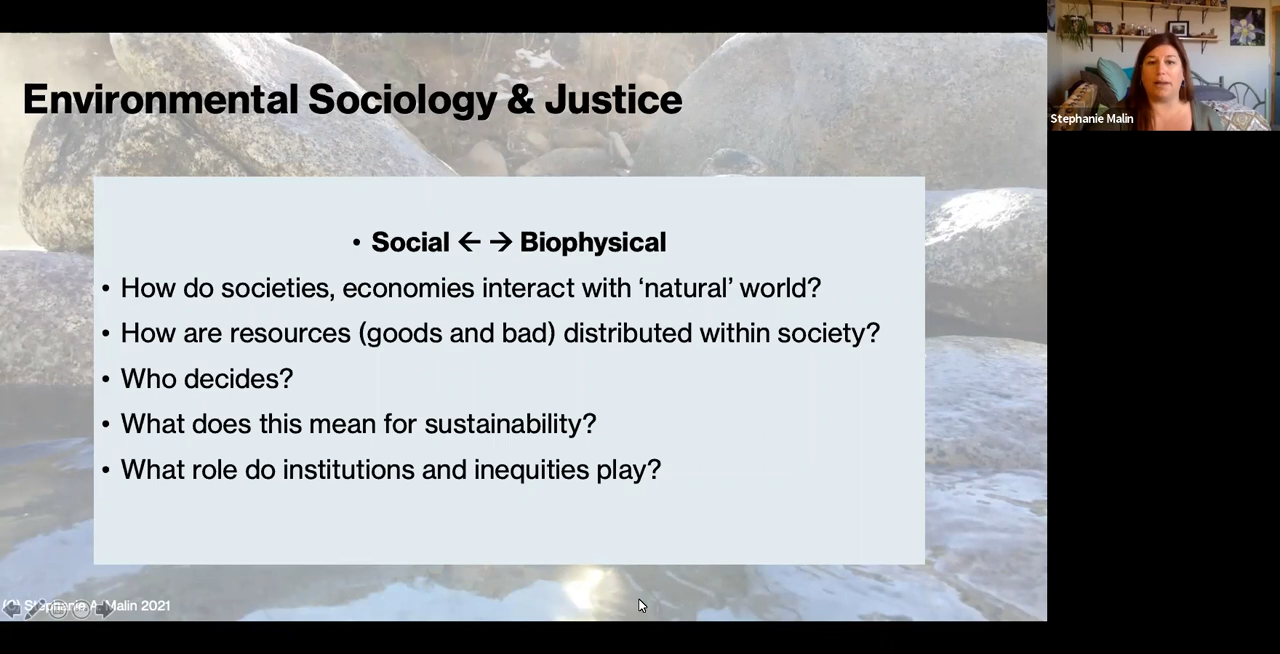 Environmental Sociology & Justice
Stephanie Malin
• Social ← → Biophysical
• How do societies, economies interact with ‘natural’ world?
• How are resources (goods and bad) distributed within society?
• Who decides?
• What does this mean for sustainability?
• What role do institutions and inequities play?
(C) Stephanie A Malin 2021